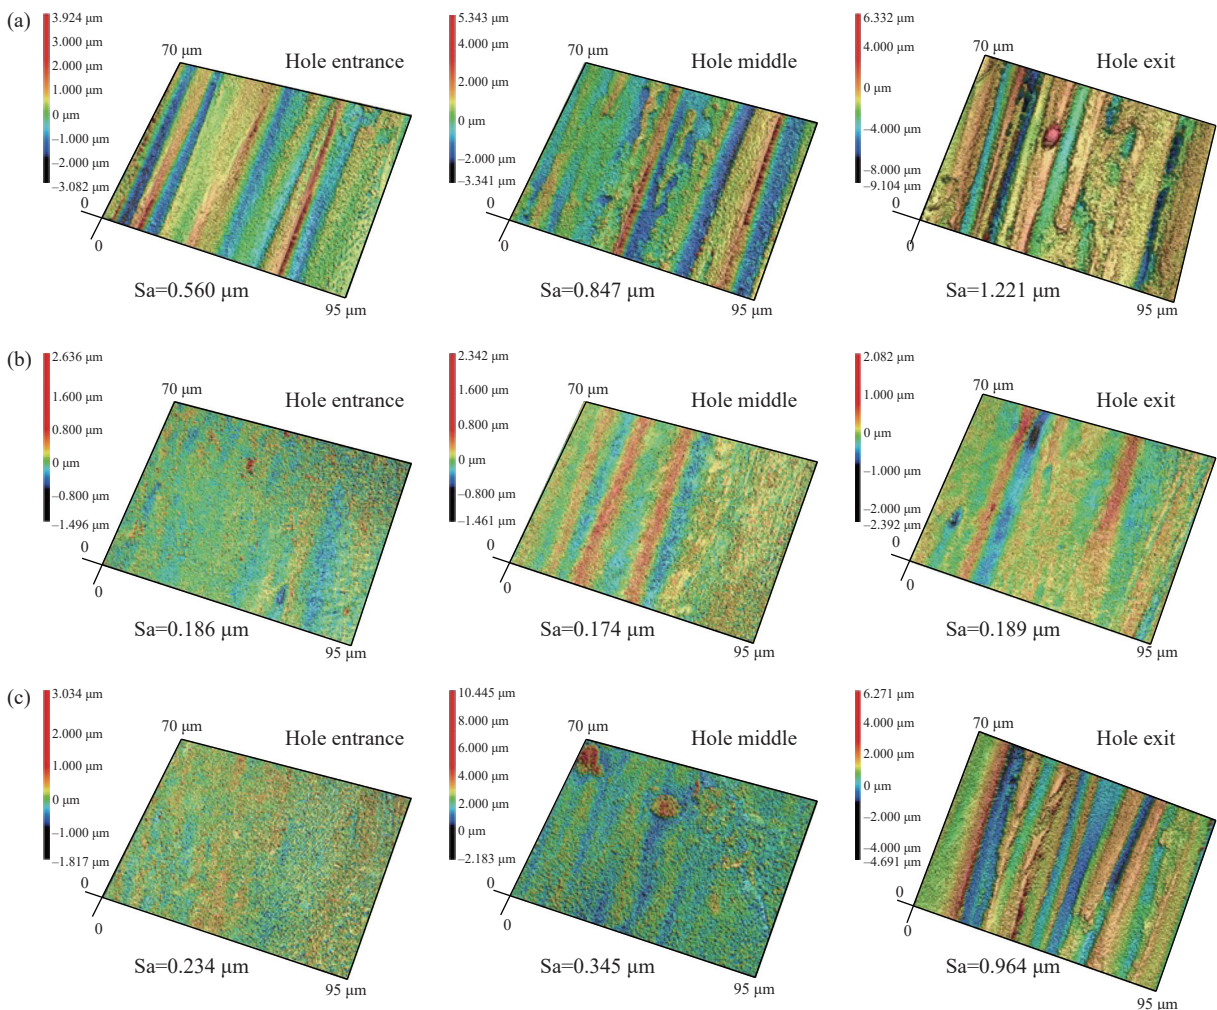 (a)
3.924 μm
3.000 μm
2.000 μm
1.000 μm
0 μm
–1.000 μm
–2.000 μm
–3.082 μm
70 μm
Hole entrance
0
0
95 μm
Sa=0.560 μm
5.343 μm
4.000 μm
2.000 μm
0 μm
–2.000 μm
–3.341 μm
70 μm
Hole middle
0
0
95 μm
Sa=0.847 μm
6.332 μm
4.000 μm
0 μm
–4.000 μm
–8.000 μm
–9.104 μm
70 μm
Hole exit
0
0
95 μm
Sa=1.221 μm
(b)
2.636 μm
1.600 μm
0.800 μm
0 μm
–0.800 μm
–1.496 μm
70 μm
Hole entrance
0
0
95 μm
Sa=0.186 μm
2.342 μm
1.600 μm
0.800 μm
0 μm
–0.800 μm
–1.461 μm
70 μm
Hole middle
0
0
95 μm
Sa=0.174 μm
2.082 μm
1.000 μm
0 μm
–1.000 μm
–2.000 μm
–2.392 μm
70 μm
Hole exit
0
0
95 μm
Sa=0.189 μm
(c)
3.034 μm
2.000 μm
1.000 μm
0 μm
–1.000 μm
–1.817 μm
70 μm
Hole entrance
0
0
95 μm
Sa=0.234 μm
10.445 μm
8.000 μm
6.000 μm
4.000 μm
2.000 μm
0 μm
–2.183 μm
70 μm
Hole middle
0
0
95 μm
Sa=0.345 μm
6.271 μm
4.000 μm
2.000 μm
0 μm
–2.000 μm
–4.000 μm
–4.691 μm
70 μm
Hole exit
0
0
95 μm
Sa=0.964 μm